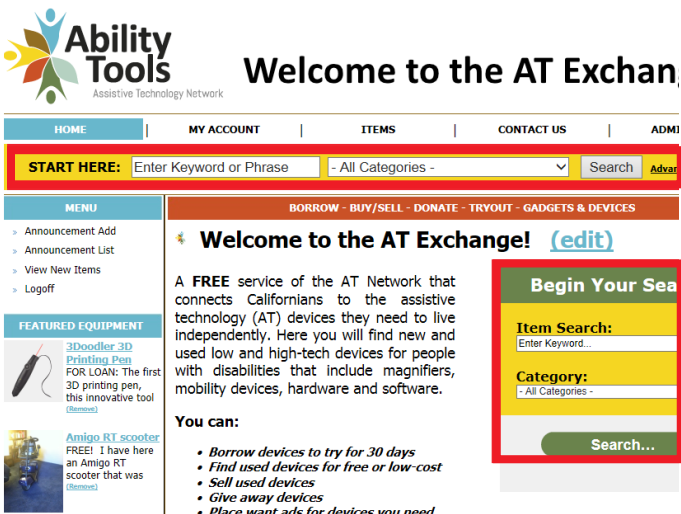 Ability
Tools
Assistive Technology Network
Welcome to the AT Exchan
HOME | MY ACCOUNT | ITEMS | CONTACT US | ADMI
START HERE: Enter Keyword or Phrase - All Categories - Search Advan
MENU
» Announcement Add
» Announcement List
» View New Items
» Logoff
FEATURED EQUIPMENT
3Doodler 3D
Printing Pen
FOR LOAN: The first
3D printing pen,
this innovative tool
(Remove)
Amigo RT scooter
FREE! I have here
an Amigo RT
scooter that was
(Remove)
BORROW - BUY/SELL - DONATE - TRYOUT - GADGETS & DEVICES
Welcome to the AT Exchange! (edit)
A FREE service of the AT Network that
connects Californians to the assistive
technology (AT) devices they need to live
independently. Here you will find new and
used low and high-tech devices for people
with disabilities that include magnifiers,
mobility devices, hardware and software.
You can:
• Borrow devices to try for 30 days
• Find used devices for free or low-cost
• Sell used devices
• Give away devices
• Place want ads for devices you need
Begin Your Sea
Item Search:
Enter Keyword...
Category:
- All Categories -
Search...